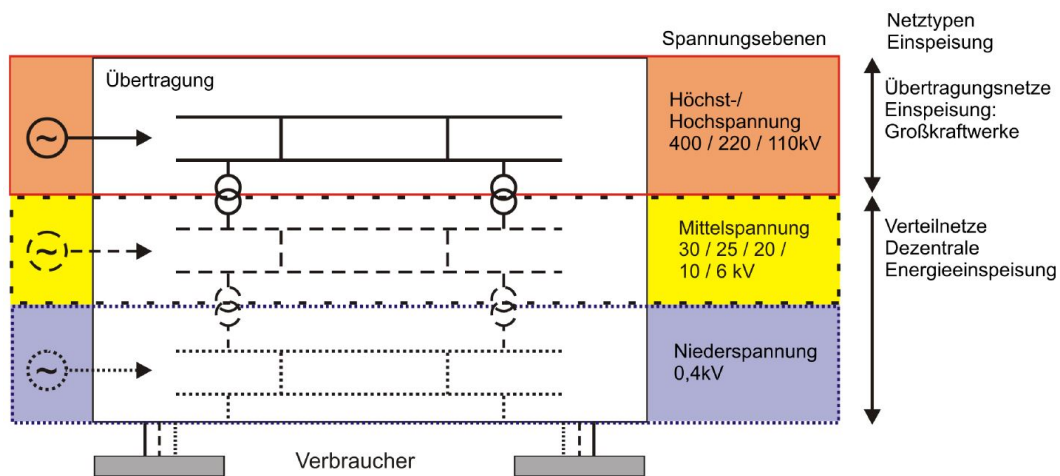 Spannungsebenen
Netztypen
Einspeisung
Übertragung
Höchst-/
Hochspannung
400 / 220 / 110kV
Übertragungsnetze
Einspeisung:
Großkraftwerke
~
Mittelspannung
30 / 25 / 20 /
10 / 6 kV
Verteilnetze
Dezentrale
Energieeinspeisung
~
Niederspannung
0,4kV
~
Verbraucher